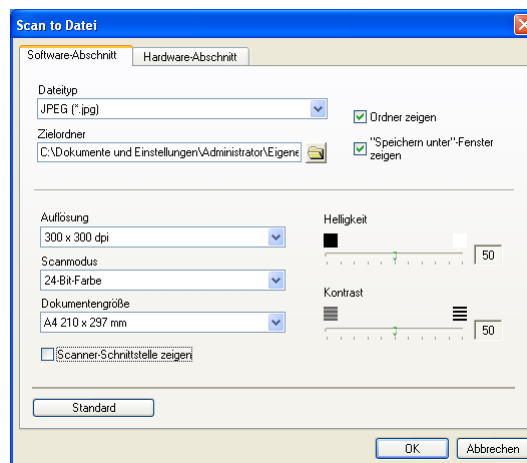 Scan to Datei
Software-Abschnitt
Hardware-Abschnitt
Dateityp
JPEG (*.jpg)
Ordner zeigen
Zielordner
C:\Dokumente und Einstellungen\Administrator\Eigene
"Speichern unter"-Fenster
zeigen
Auflösung
300 x 300 dpi
Helligkeit
50
Scanmodus
24-Bit-Farbe
Kontrast
50
Dokumentengröße
A4 210 x 297 mm
Scanner-Schnittstelle zeigen
Standard
OK
Abbrechen